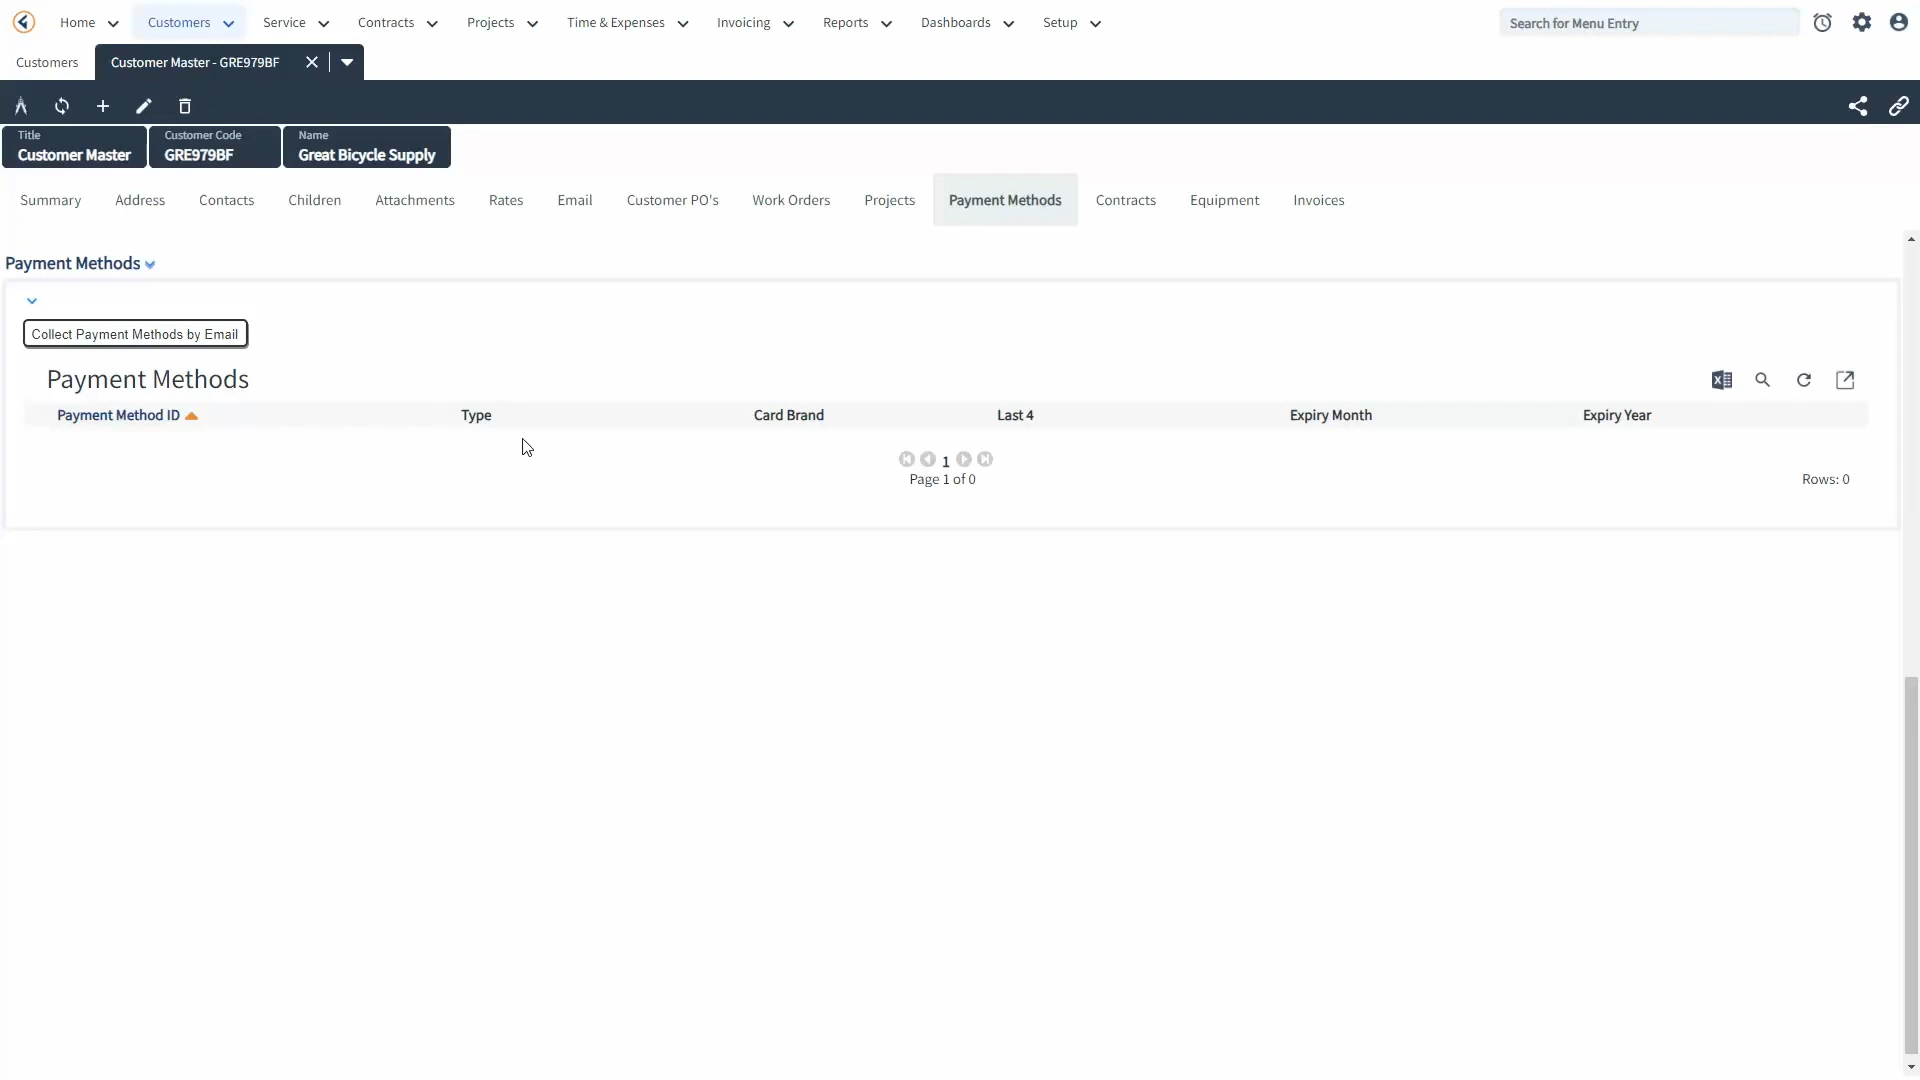 Home Customers Service Contracts Projects Time & Expenses Invoicing Reports Dashboards Setup Search for Menu Entry
Customers Customer Master - GRE979BF
Title Customer Code Name
Customer Master GRE979BF Great Bicycle Supply
Summary Address Contacts Children Attachments Rates Email Customer PO's Work Orders Projects Payment Methods Contracts Equipment Invoices
Payment Methods
Collect Payment Methods by Email
Payment Methods
Payment Method ID Type Card Brand Last 4 Expiry Month Expiry Year
1
Page 1 of 0 Rows: 0